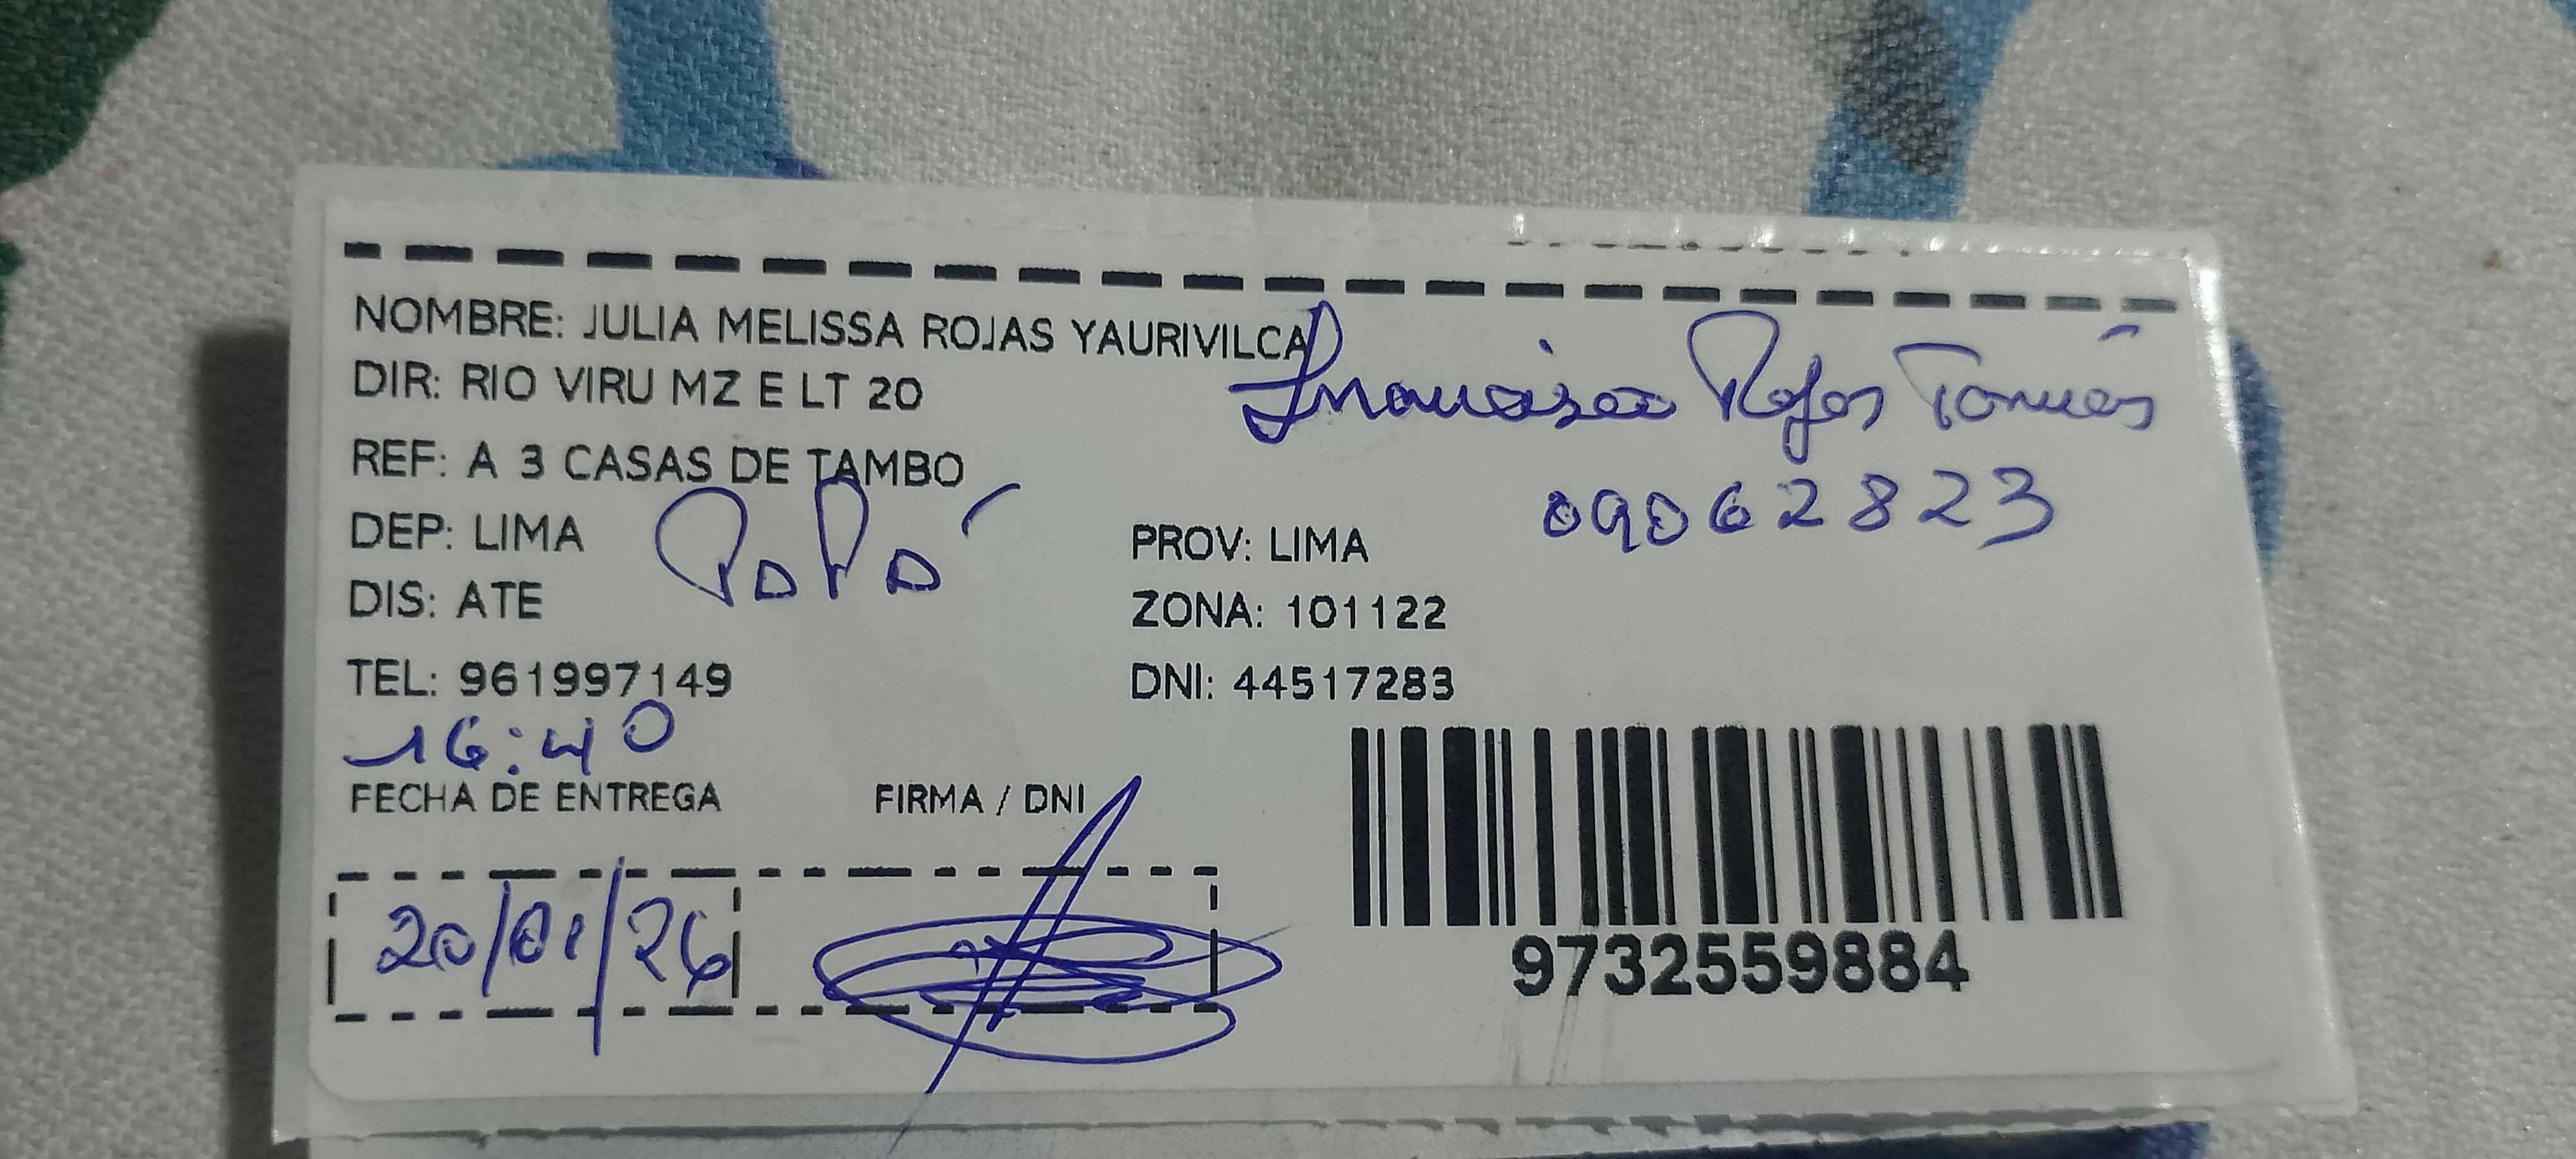 NOMBRE: JULIA MELISSA ROJAS YAURIVILCA
DIR: RIO VIRU MZ E LT 20
Francisco Rojas Tomás
REF: A 3 CASAS DE TAMBO
09062823
DEP: LIMA
PaPá
PROV: LIMA
DIS: ATE
ZONA: 101122
TEL: 961997149
DNI: 44517283
16:40
FECHA DE ENTREGA
FIRMA / DNI
20/01/26
9732559884